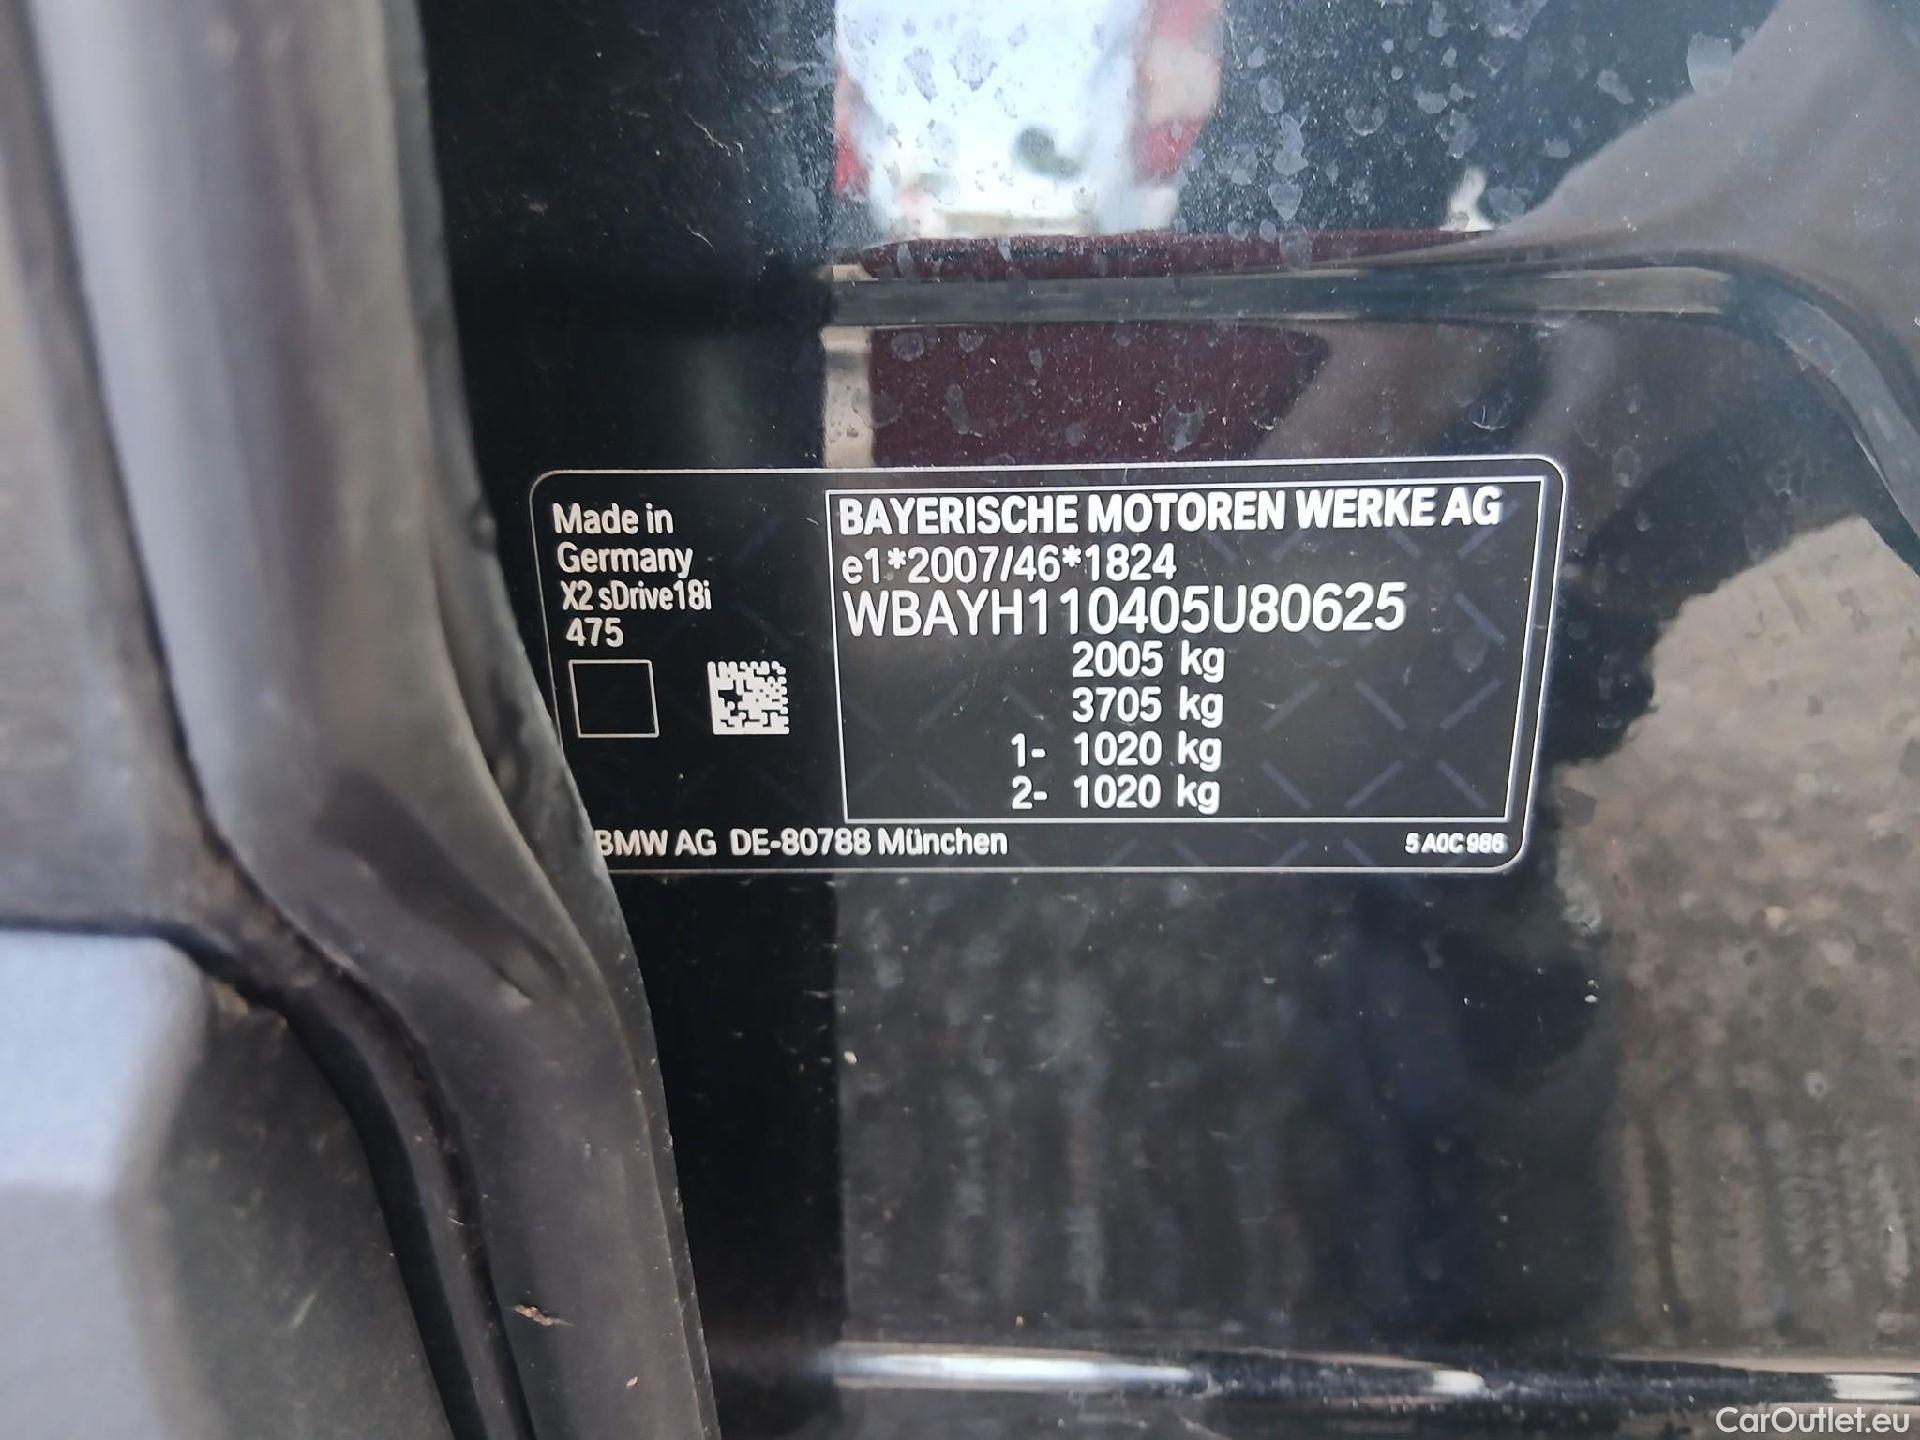 Made in
Germany
X2 sDrive18i
475
BAYERISCHE MOTOREN WERKE AG
e1*2007/46*1824
WBAYH110405U80625
2005 kg
3705 kg
1- 1020 kg
2- 1020 kg
BMW AG DE-80788 München
5 A0C 986
CarOutlet.eu